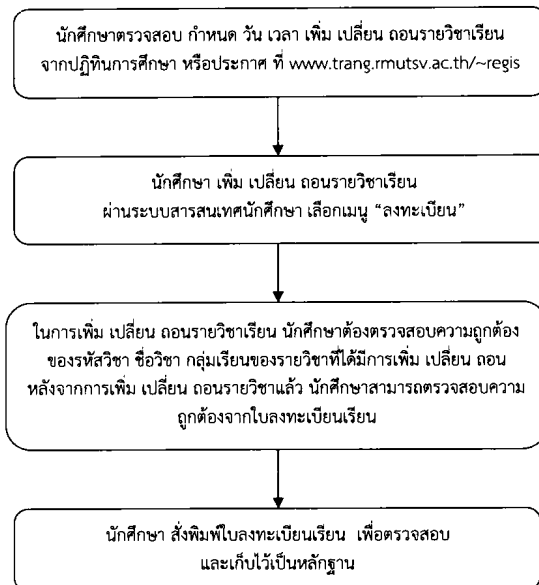 นักศึกษาตรวจสอบ กำหนด วัน เวลา เพิ่ม เปลี่ยน ถอนรายวิชาเรียน
จากปฏิทินการศึกษา หรือประกาศ ที่ www.trang.rmutsv.ac.th/~regis
นักศึกษา เพิ่ม เปลี่ยน ถอนรายวิชาเรียน
ผ่านระบบสารสนเทศนักศึกษา เลือกเมนู “ลงทะเบียน”
ในการเพิ่ม เปลี่ยน ถอนรายวิชาเรียน นักศึกษาต้องตรวจสอบความถูกต้อง
ของรหัสวิชา ชื่อวิชา กลุ่มเรียนของรายวิชาที่ได้มีการเพิ่ม เปลี่ยน ถอน
หลังจากการเพิ่ม เปลี่ยน ถอนรายวิชาแล้ว นักศึกษาสามารถตรวจสอบความ
ถูกต้องจากใบลงทะเบียนเรียน
นักศึกษา สั่งพิมพ์ใบลงทะเบียนเรียน เพื่อตรวจสอบ
และเก็บไว้เป็นหลักฐาน